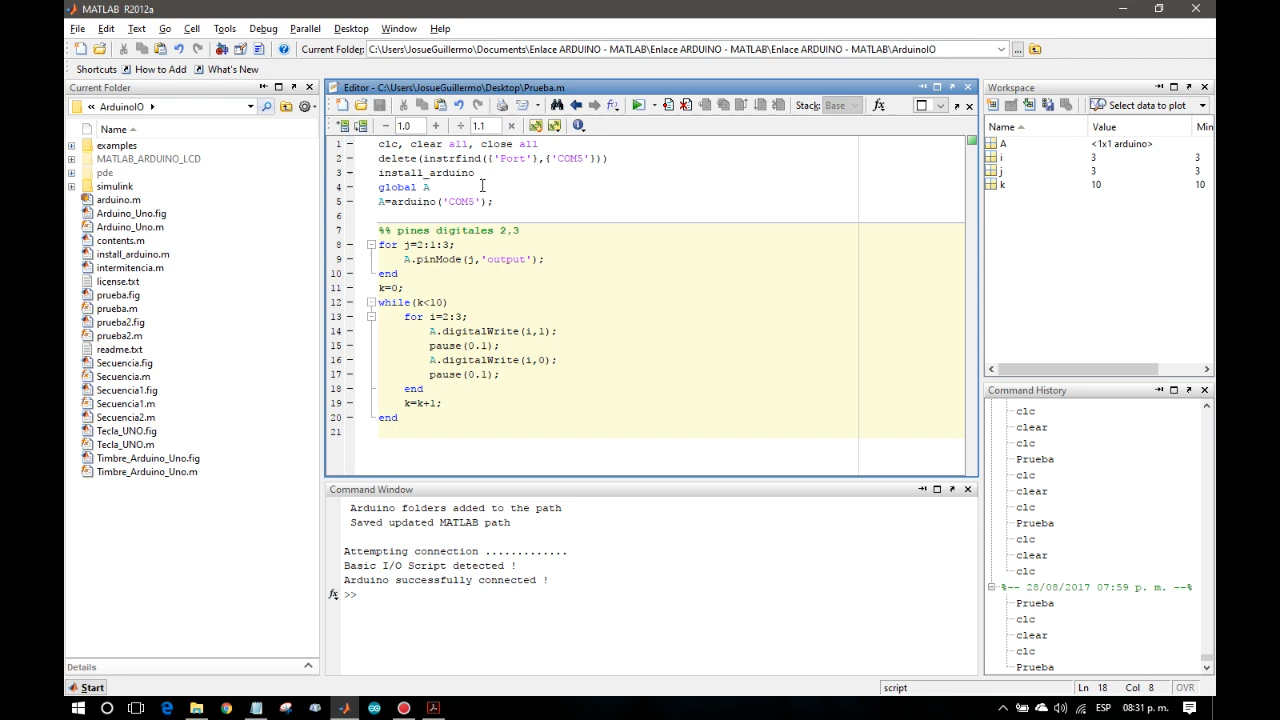 MATLAB R2012a
File Edit Text Go Cell Tools Debug Parallel Desktop Window Help
Current Folder: C:\Users\JosueGuillermo\Documents\Enlace ARDUINO - MATLAB\Enlace ARDUINO - MATLAB\Enlace ARDUINO - MATLAB\ArduinoIO
Shortcuts How to Add What's New
Current Folder
« ArduinoIO
Name
examples
MATLAB_ARDUINO_LCD
pde
simulink
arduino.m
Arduino_Uno.fig
Arduino_Uno.m
contents.m
install_arduino.m
intermitencia.m
license.txt
prueba.fig
prueba.m
prueba2.fig
prueba2.m
readme.txt
Secuencia.fig
Secuencia.m
Secuencia1.fig
Secuencia1.m
Secuencia2.m
Tecla_UNO.fig
Tecla_UNO.m
Timbre_Arduino_Uno.fig
Timbre_Arduino_Uno.m
Details
Editor - C:\Users\JosueGuillermo\Desktop\Prueba.m
Stack: Base
1.0 1.1
1 clc, clear all, close all
2 delete(instrfind({'Port'},{'COM5'}))
3 install_arduino
4 global A
5 A=arduino('COM5');
6
7 %% pines digitales 2,3
8 for j=2:1:3;
9 A.pinMode(j,'output');
10 end
11 k=0;
12 while(k<10)
13 for i=2:3;
14 A.digitalWrite(i,1);
15 pause(0.1);
16 A.digitalWrite(i,0);
17 pause(0.1);
18 end
19 k=k+1;
20 end
21
Command Window
Arduino folders added to the path
Saved updated MATLAB path
Attempting connection .............
Basic I/O Script detected !
Arduino successfully connected !
fx >>
Workspace
Select data to plot
Name Value Min
A <1x1 arduino>
i 3 3
j 3 3
k 10 10
Command History
clc
clear
clc
Prueba
clc
clear
clc
Prueba
clc
clear
clc
%-- 28/08/2017 07:59 p. m. --%
Prueba
clc
clear
clc
Prueba
Start
script Ln 18 Col 8 OVR
ESP 08:31 p. m.